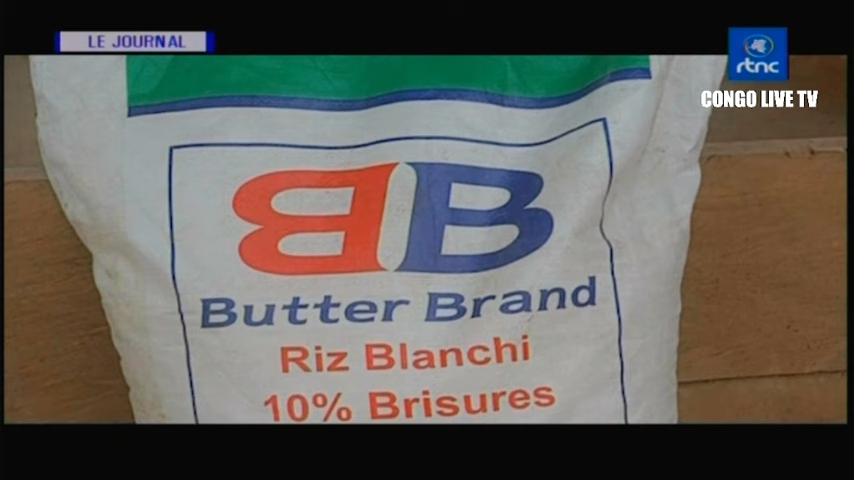 LE JOURNAL
rtnc
CONGO LIVE TV
BB
Butter Brand
Riz Blanchi
10% Brisures